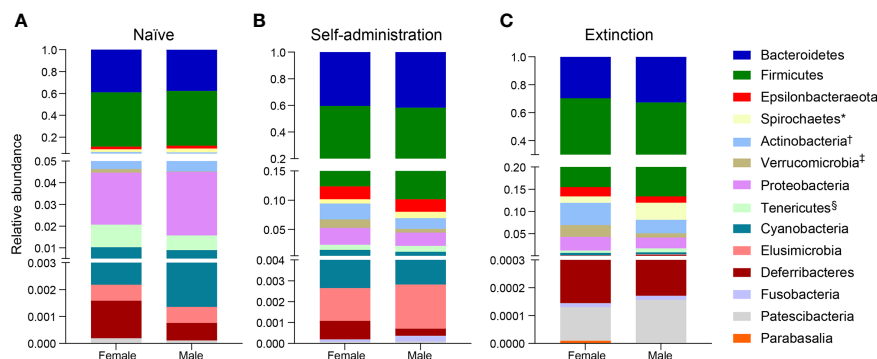 A
Naïve
B
Self-administration
C
Extinction
Relative abundance
1.0
0.8
0.6
0.4
0.2
0.05
0.04
0.03
0.02
0.01
0.003
0.002
0.001
0.000
Female
Male
1.0
0.8
0.6
0.4
0.2
0.15
0.10
0.05
0.004
0.003
0.002
0.001
0.000
Female
Male
1.0
0.8
0.6
0.4
0.20
0.15
0.10
0.05
0.0003
0.0002
0.0001
0.0000
Female
Male
Bacteroidetes
Firmicutes
Epsilonbacteraeota
Spirochaetes*
Actinobacteria†
Verrucomicrobia‡
Proteobacteria
Tenericutes§
Cyanobacteria
Elusimicrobia
Deferribacteres
Fusobacteria
Patescibacteria
Parabasalia